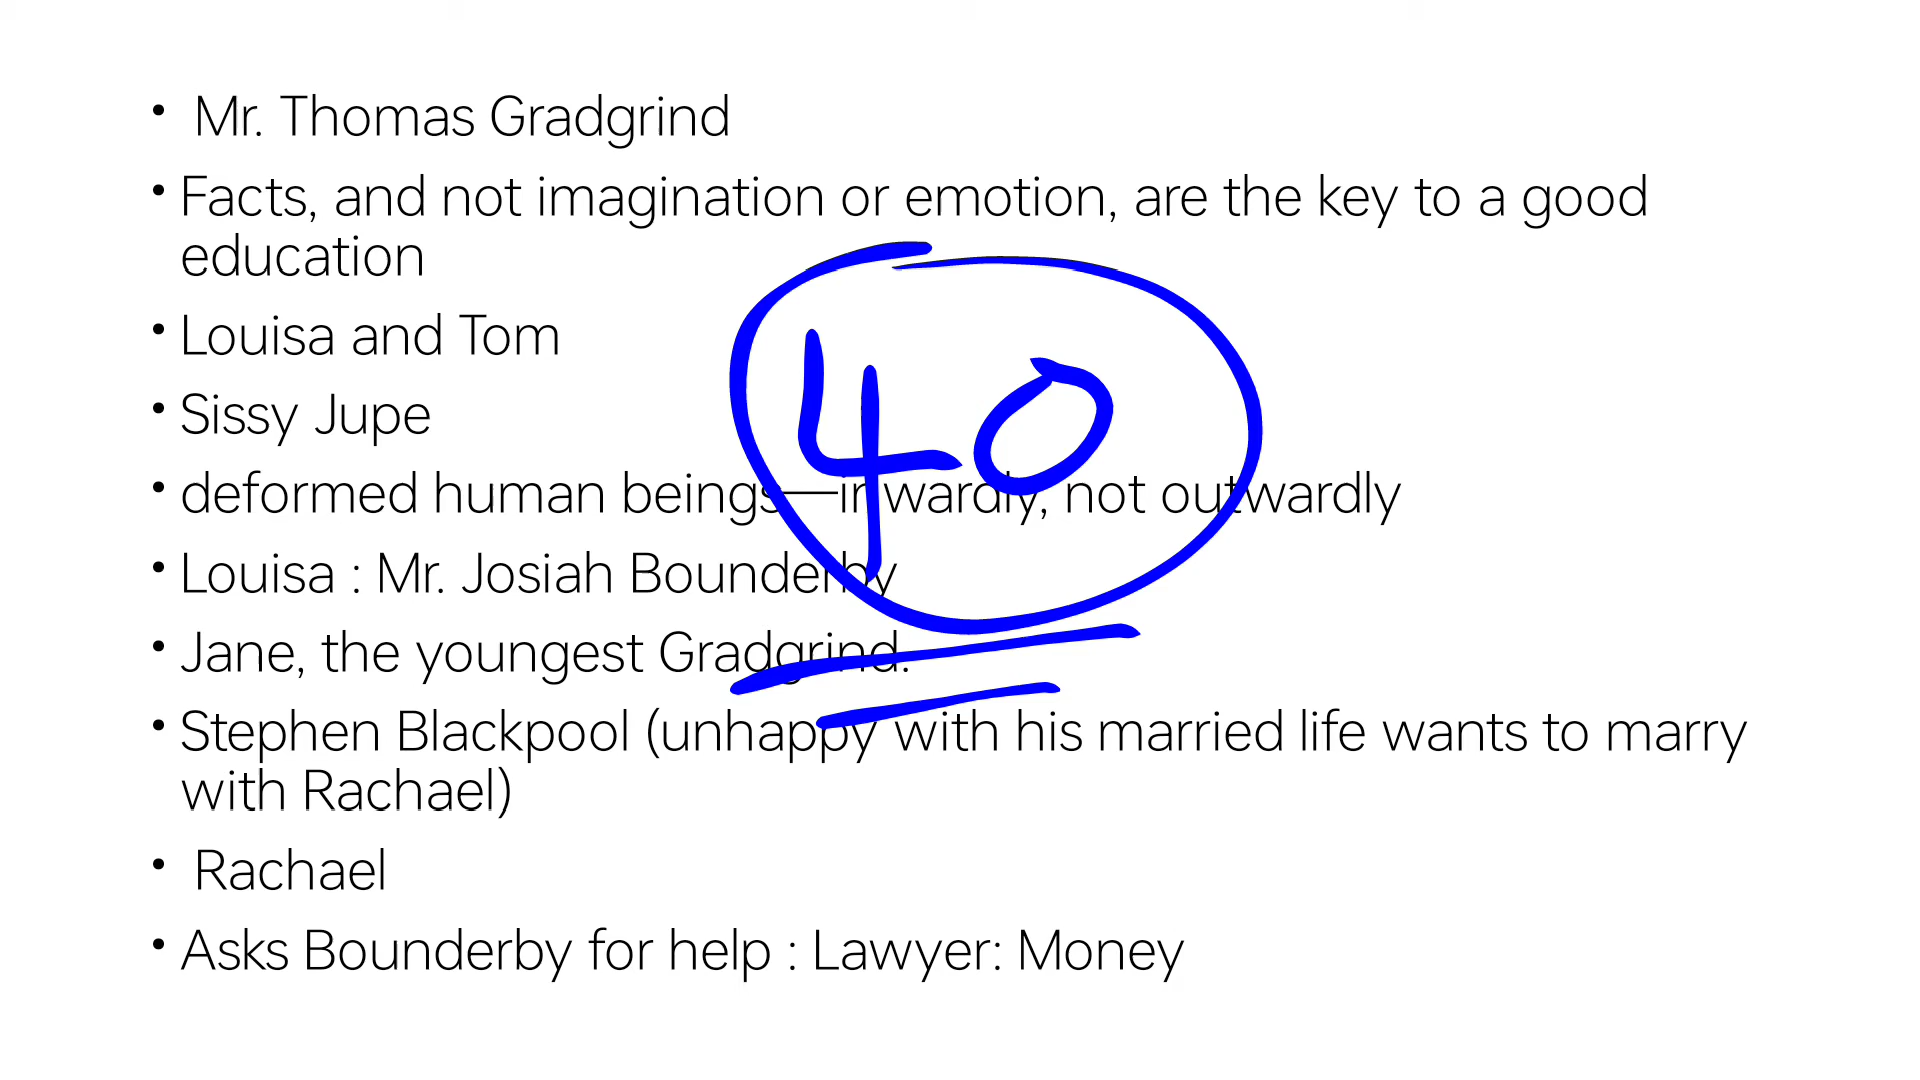 • Mr. Thomas Gradgrind
• Facts, and not imagination or emotion, are the key to a good
education
• Louisa and Tom
40
• Sissy Jupe
• deformed human beings—inwardly, not outwardly
• Louisa : Mr. Josiah Bounderby
• Jane, the youngest Gradgrind.
• Stephen Blackpool (unhappy with his married life wants to marry
with Rachael)
• Rachael
• Asks Bounderby for help : Lawyer: Money